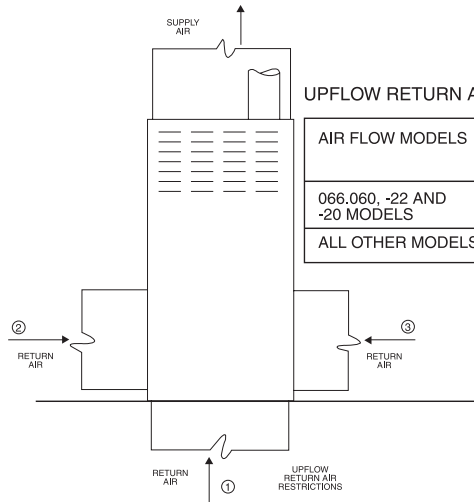 SUPPLY
AIR
UPFLOW RETURN A
AIR FLOW MODELS
066.060, -22 AND
-20 MODELS
ALL OTHER MODELS
②
RETURN
AIR
③
RETURN
AIR
RETURN
AIR
①
UPFLOW
RETURN AIR
RESTRICTIONS